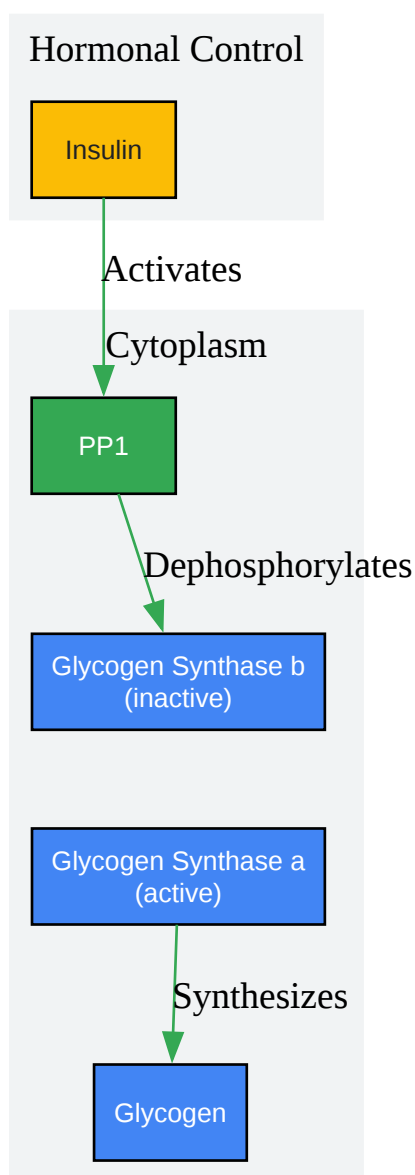 Hormonal Control
Insulin
Activates
Cytoplasm
PP1
Dephosphorylates
Glycogen Synthase b
(inactive)
Glycogen Synthase a
(active)
Synthesizes
Glycogen